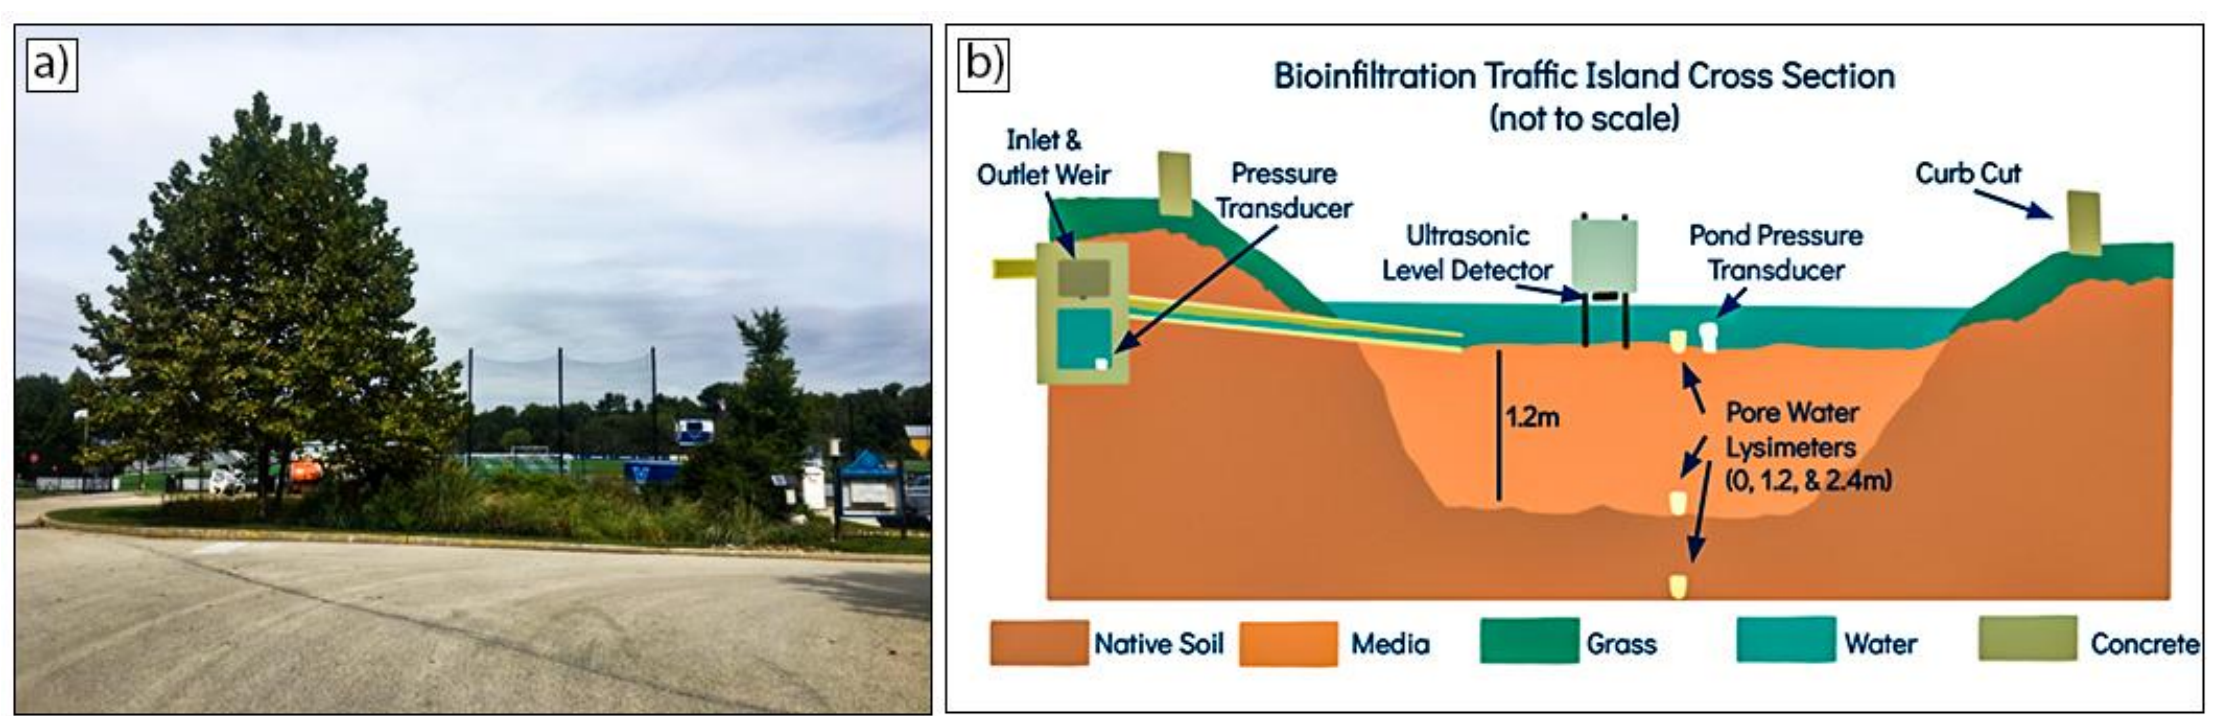 a)
b)
Bioinfiltration Traffic Island Cross Section
(not to scale)
Inlet &
Outlet Weir
Pressure
Transducer
Ultrasonic
Level Detector
Pond Pressure
Transducer
Curb Cut
1.2m
Pore Water
Lysimeters
(0, 1.2, & 2.4m)
Native Soil
Media
Grass
Water
Concrete